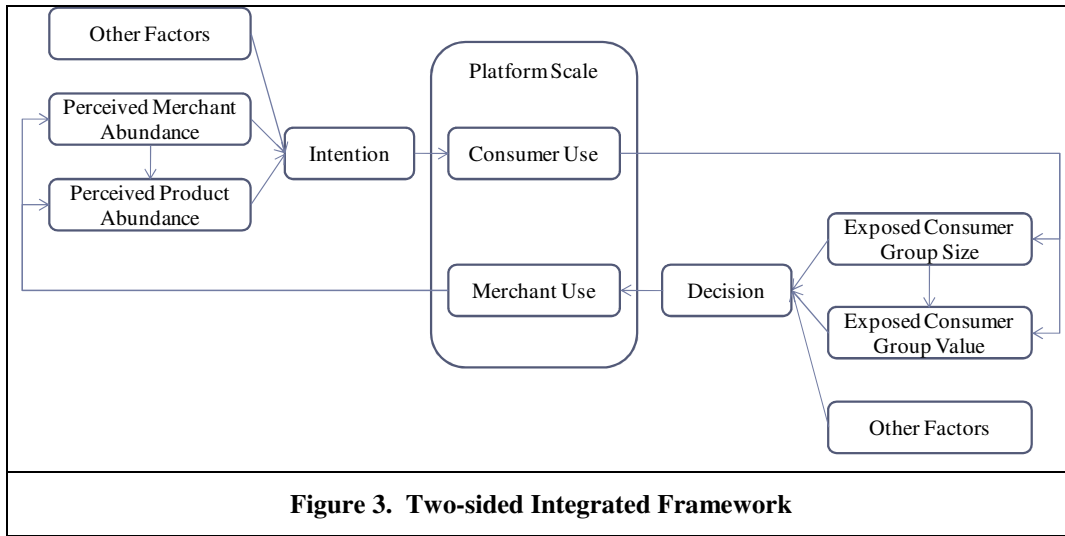 Other Factors
Platform Scale
Perceived Merchant
Abundance
Intention
Consumer Use
Perceived Product
Abundance
Exposed Consumer
Group Size
Merchant Use
Decision
Exposed Consumer
Group Value
Other Factors
Figure 3. Two-sided Integrated Framework